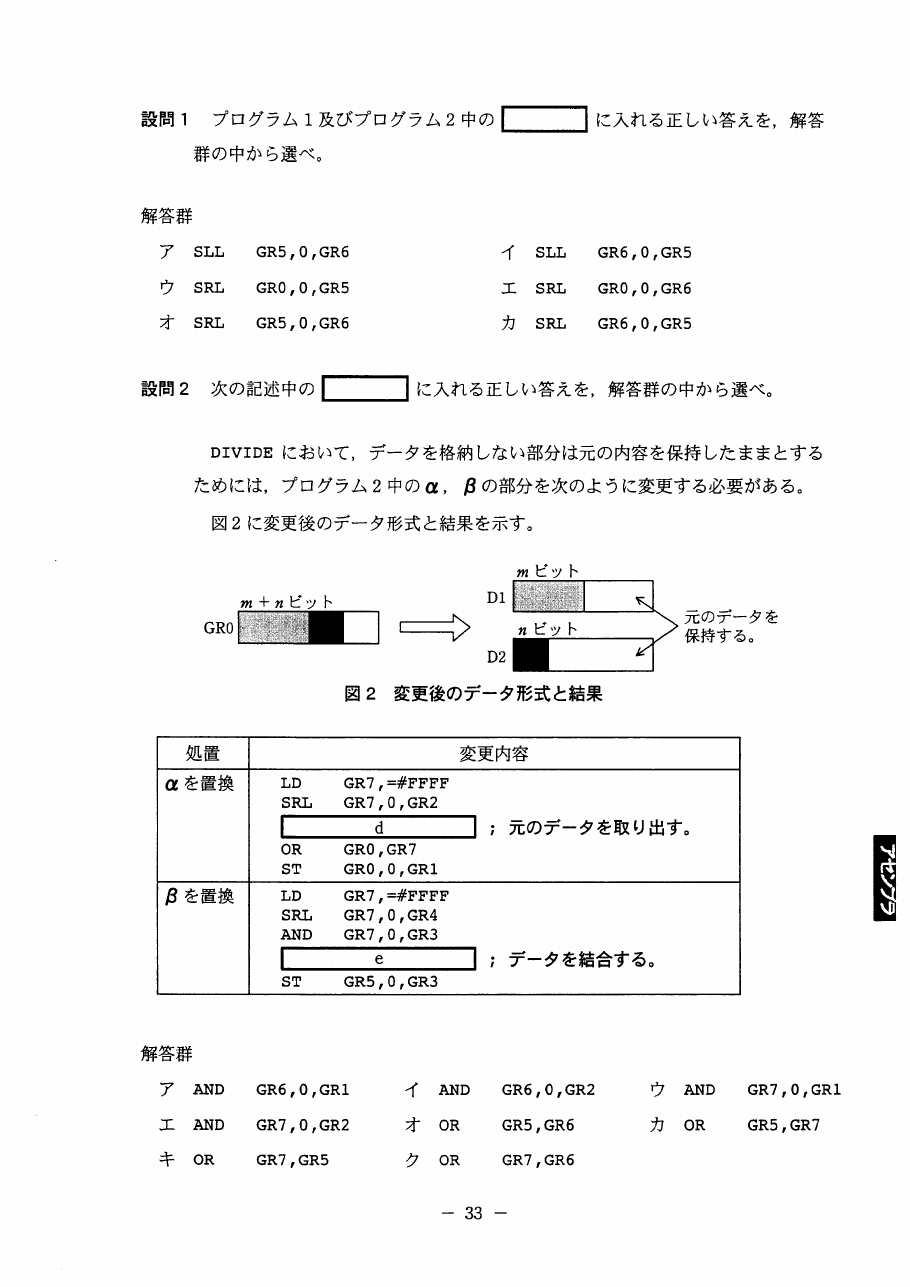 設問1 プログラム1及びプログラム2中の に入れる正しい答えを，解答
群の中から選べ。
解答群
ア SLL GR5,0,GR6 イ SLL GR6,0,GR5
ウ SRL GR0,0,GR5 エ SRL GR0,0,GR6
オ SRL GR5,0,GR6 カ SRL GR6,0,GR5
設問2 次の記述中の に入れる正しい答えを，解答群の中から選べ。
DIVIDE において，データを格納しない部分は元の内容を保持したままとする
ためには，プログラム2中のα，βの部分を次のように変更する必要がある。
図2に変更後のデータ形式と結果を示す。
m ビット
m + n ビット
D1
GR0
n ビット
D2
元のデータを
保持する。
図2 変更後のデータ形式と結果
処置 変更内容
αを置換 LD GR7,=#FFFF
SRL GR7,0,GR2
d ; 元のデータを取り出す。
OR GR0,GR7
ST GR0,0,GR1
βを置換 LD GR7,=#FFFF
SRL GR7,0,GR4
AND GR7,0,GR3
e ; データを結合する。
ST GR5,0,GR3
アセンブラ
解答群
ア AND GR6,0,GR1 イ AND GR6,0,GR2 ウ AND GR7,0,GR1
エ AND GR7,0,GR2 オ OR GR5,GR6 カ OR GR5,GR7
キ OR GR7,GR5 ク OR GR7,GR6
— 33 —